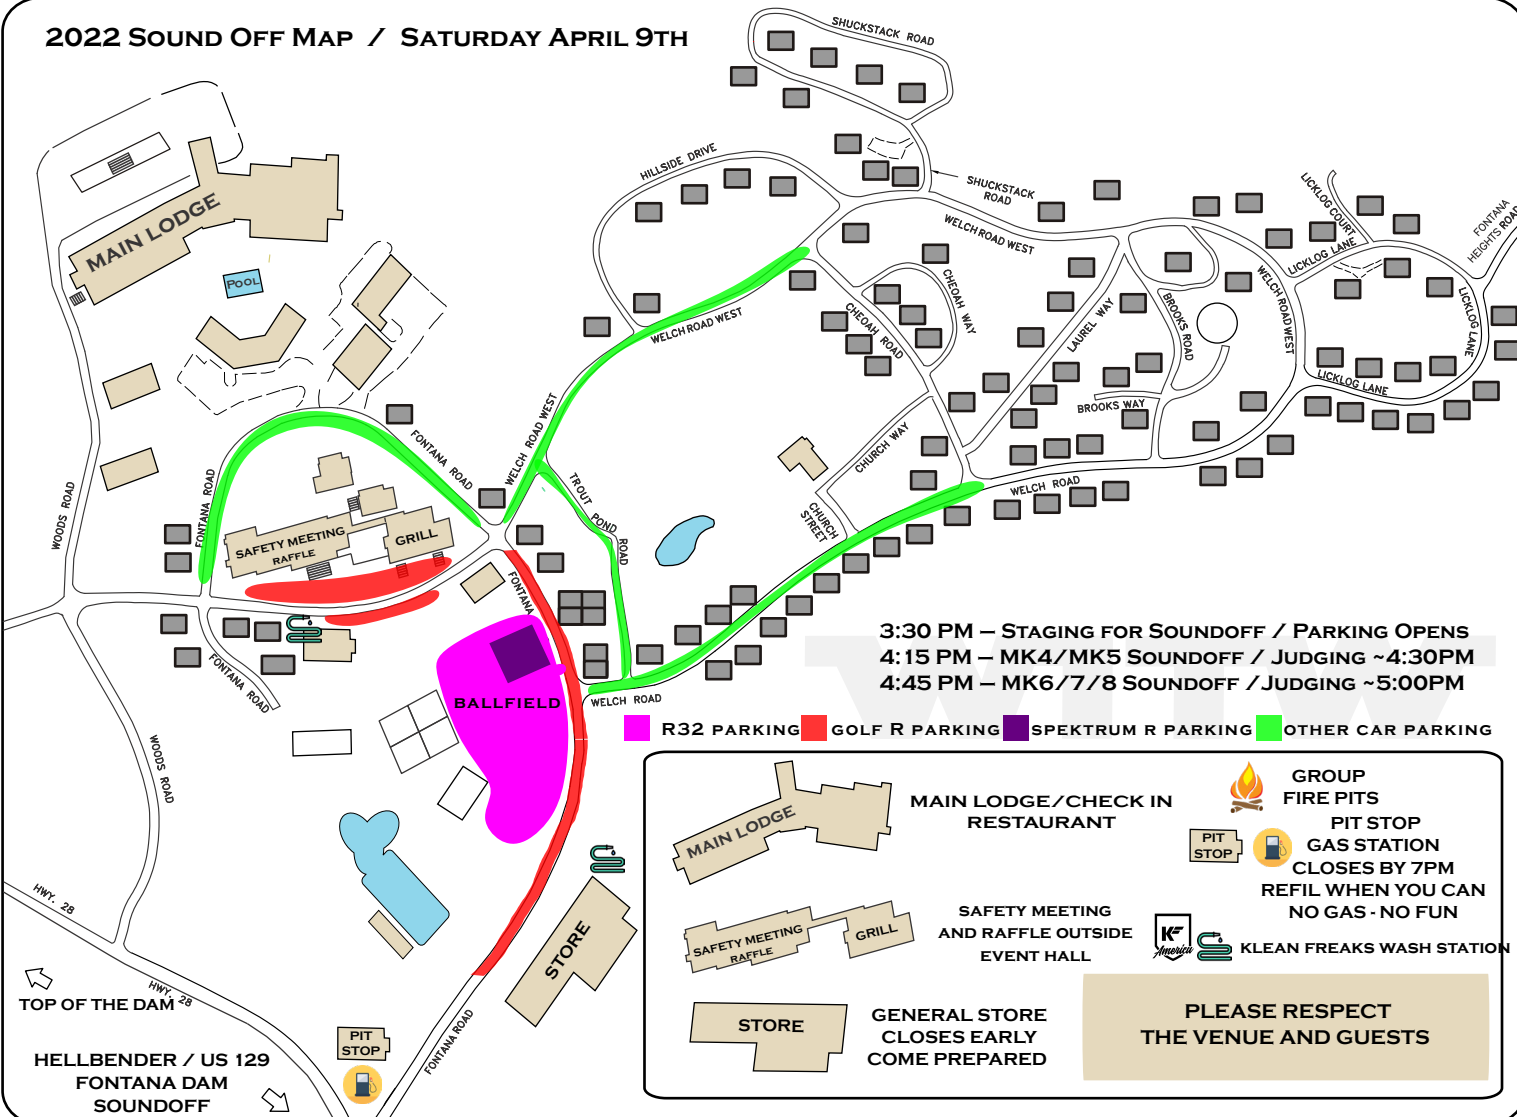 2022 Sound Off Map / Saturday April 9th
SHUCKSTACK ROAD
HILLSIDE DRIVE
SHUCKSTACK
ROAD
WELCH ROAD WEST
LICKLOG COURT
LICKLOG LANE
FONTANA
HEIGHTS ROAD
MAIN LODGE
POOL
WELCH ROAD WEST
CHEOAH WAY
CHEOAH ROAD
LAUREL WAY
BROOKS ROAD
WELCH ROAD WEST
LICKLOG LANE
LICKLOG LANE
BROOKS WAY
WELCH ROAD WEST
FONTANA ROAD
CHURCH WAY
CHURCH
STREET
WELCH ROAD
TROUT POND ROAD
WOODS ROAD
FONTANA ROAD
SAFETY MEETING
RAFFLE
GRILL
FONTANA
FONTANA ROAD
BALLFIELD
WELCH ROAD
WOODS ROAD
3:30 PM – Staging for Soundoff / Parking Opens
4:15 PM – MK4/MK5 Soundoff / Judging ~4:30PM
4:45 PM – MK6/7/8 Soundoff / Judging ~5:00PM
R32 PARKING
GOLF R PARKING
SPEKTRUM R PARKING
OTHER CAR PARKING
HWY. 28
HWY. 28
TOP OF THE DAM
STORE
PIT
STOP
FONTANA ROAD
HELLBENDER / US 129
FONTANA DAM
SOUNDOFF
MAIN LODGE
MAIN LODGE/CHECK IN
RESTAURANT
GROUP
FIRE PITS
PIT
STOP
PIT STOP
GAS STATION
CLOSES BY 7PM
REFIL WHEN YOU CAN
NO GAS - NO FUN
SAFETY MEETING
RAFFLE
GRILL
SAFETY MEETING
AND RAFFLE OUTSIDE
EVENT HALL
KF
America
KLEAN FREAKS WASH STATION
STORE
GENERAL STORE
CLOSES EARLY
COME PREPARED
PLEASE RESPECT
THE VENUE AND GUESTS